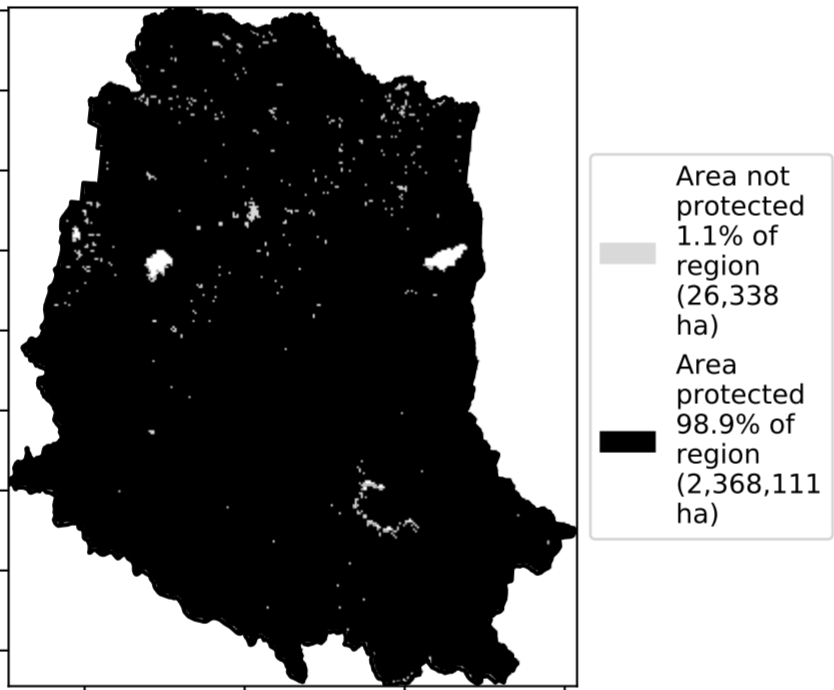 Area not
protected
1.1% of
region
(26,338
ha)
Area
protected
98.9% of
region
(2,368,111
ha)